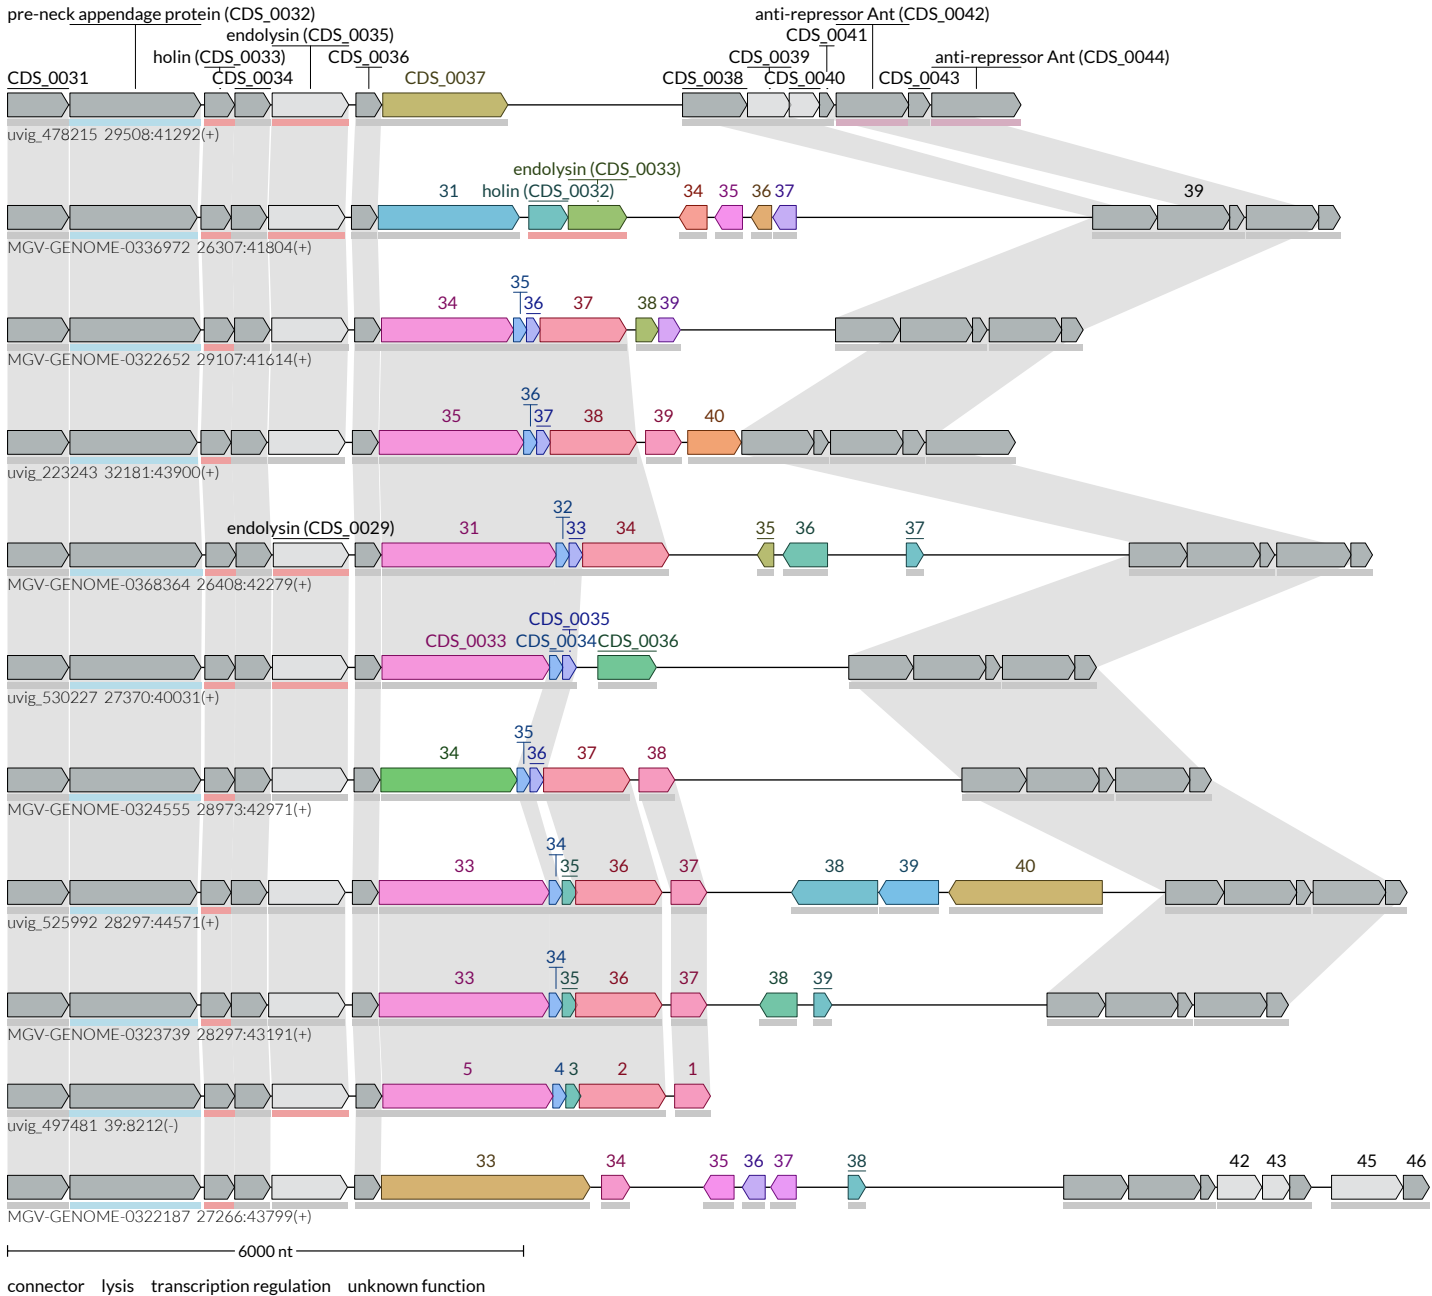 pre-neck appendage protein (CDS_0032)
anti-repressor Ant (CDS_0042)
endolysin (CDS_0035)
CDS_0041
holin (CDS_0033)
CDS_0036
CDS_0039
anti-repressor Ant (CDS_0044)
CDS_0031
CDS_0034
CDS_0037
CDS_0038
CDS_0040
CDS_0043
uvig_478215 29508:41292(+)
endolysin (CDS_0033)
31
holin (CDS_0032)
34
35
36
37
39
MGV-GENOME-0336972 26307:41804(+)
35
34
36
37
38
39
MGV-GENOME-0322652 29107:41614(+)
36
35
37
38
39
40
uvig_223243 32181:43900(+)
32
endolysin (CDS_0029)
31
33
34
35
36
37
MGV-GENOME-0368364 26408:42279(+)
CDS_0035
CDS_0033
CDS_0034
CDS_0036
uvig_530227 27370:40031(+)
35
34
36
37
38
MGV-GENOME-0324555 28973:42971(+)
34
33
35
36
37
38
39
40
uvig_525992 28297:44571(+)
34
33
35
36
37
38
39
MGV-GENOME-0323739 28297:43191(+)
5
4
3
2
1
uvig_497481 39:8212(-)
33
34
35
36
37
38
42
43
45
46
MGV-GENOME-0322187 27266:43799(+)
6000 nt
connector lysis transcription regulation unknown function